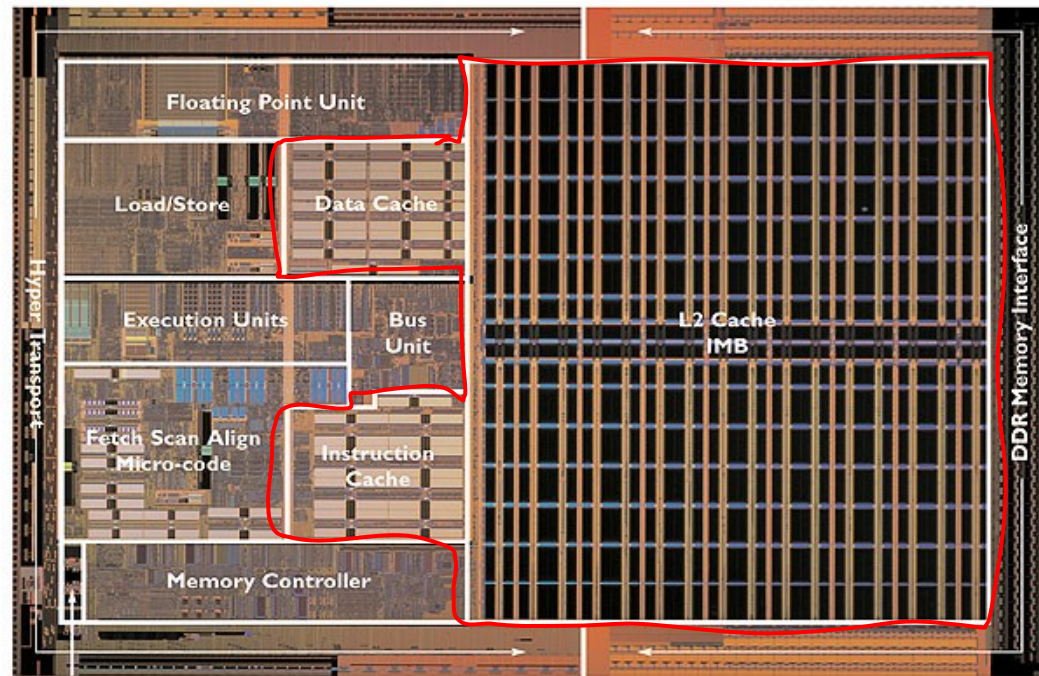 Floating Point Unit
Load/Store
Data Cache
Hyper Transport
Execution Units
Bus
Unit
L2 Cache
IMB
DDR Memory Interface
Fetch Scan Align
Micro-code
Instruction
Cache
Memory Controller